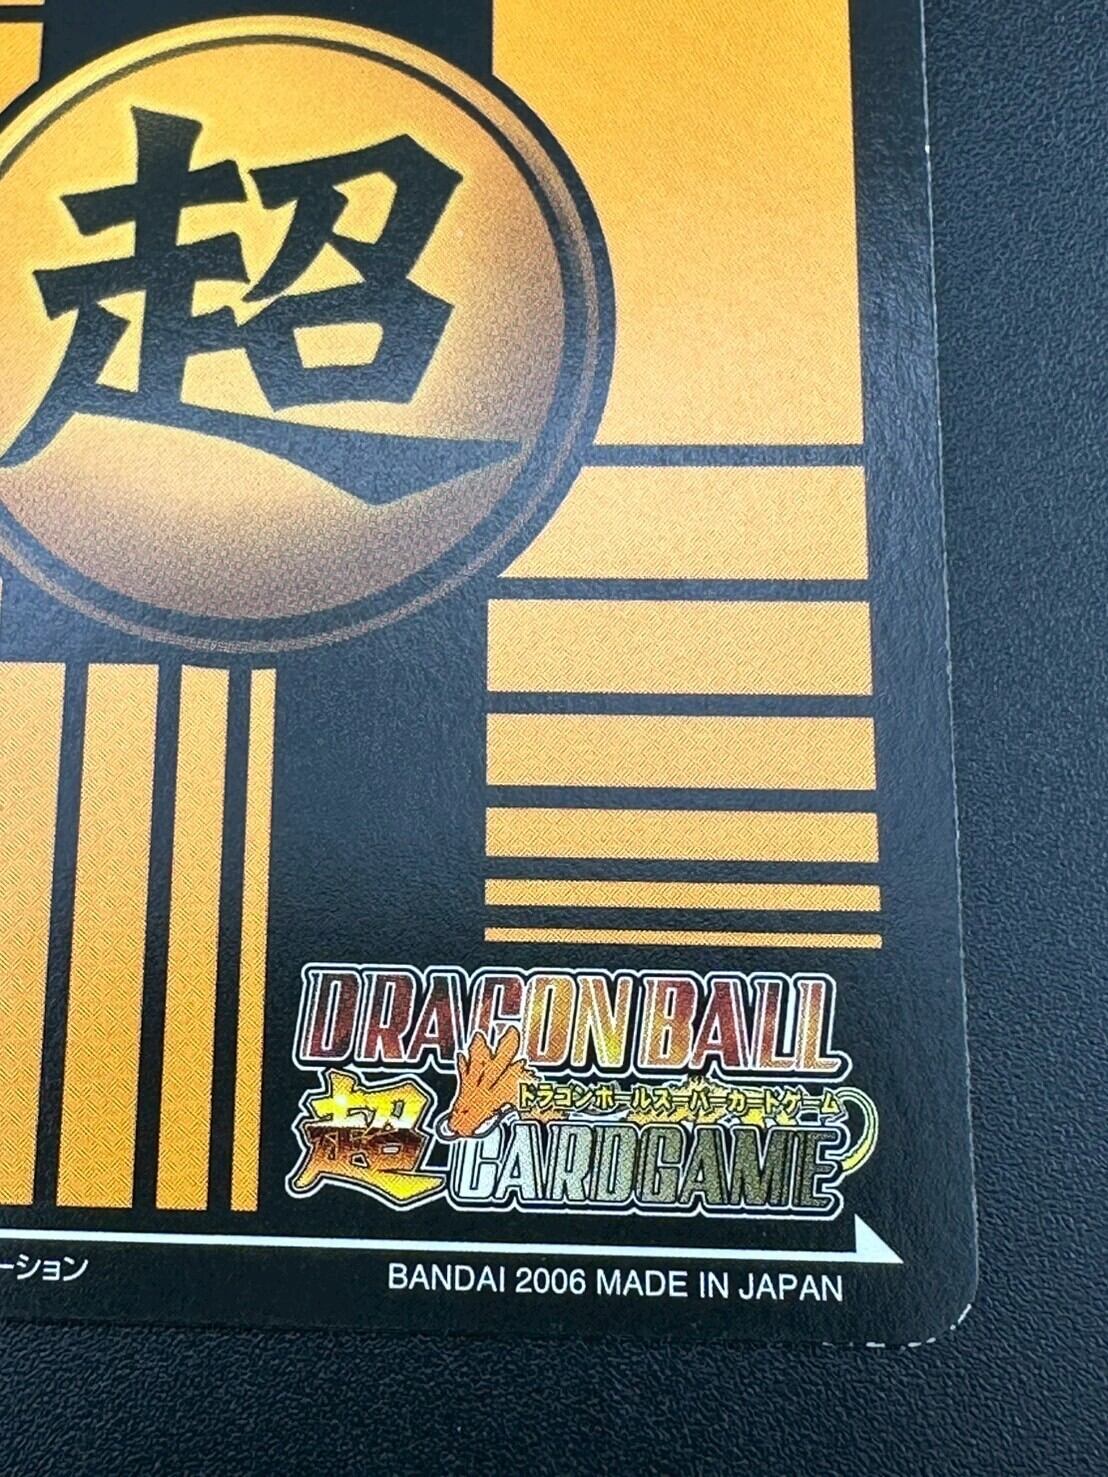 超
DRAGON BALL
ドラゴンボールスーパーカードゲーム
超 CARDGAME
ーション
BANDAI 2006 MADE IN JAPAN